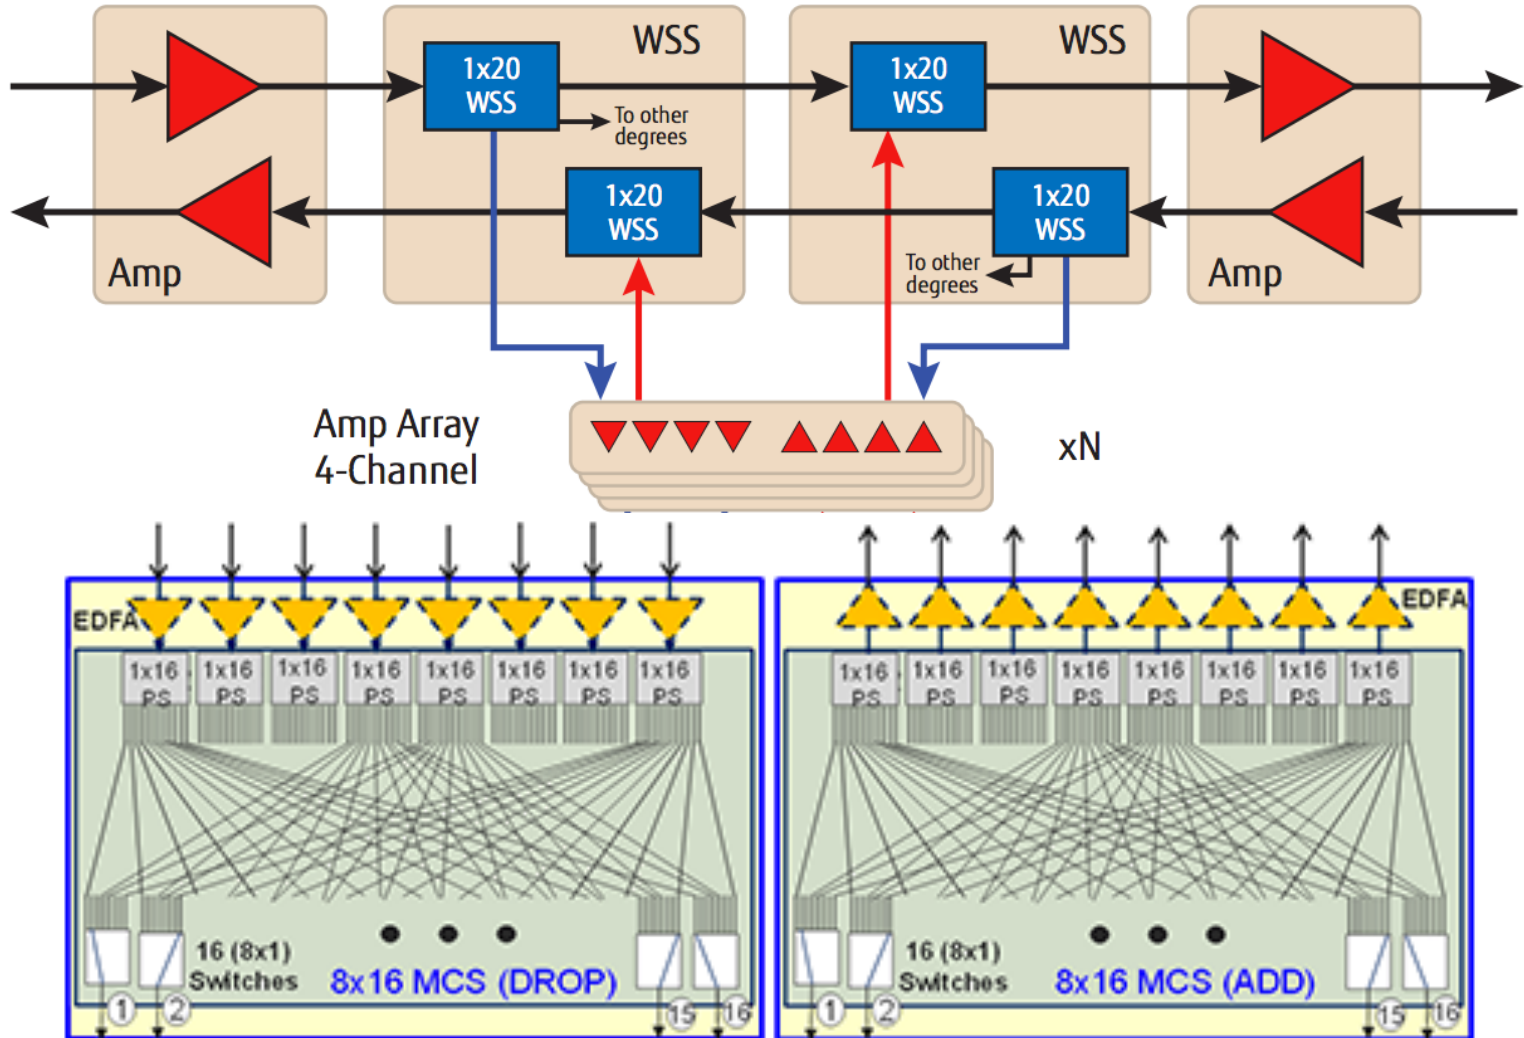 WSS
WSS
1x20
WSS
1x20
WSS
To other
degrees
1x20
WSS
1x20
WSS
To other
degrees
Amp
Amp
Amp Array
4-Channel
xN
EDFA
EDFA
1x16
PS
1x16
PS
1x16
PS
1x16
PS
1x16
PS
1x16
PS
1x16
PS
1x16
PS
1x16
PS
1x16
PS
1x16
PS
1x16
PS
1x16
PS
1x16
PS
1x16
PS
1x16
PS
16 (8x1)
Switches
8x16 MCS (DROP)
1
2
15
16
16 (8x1)
Switches
8x16 MCS (ADD)
1
2
15
16